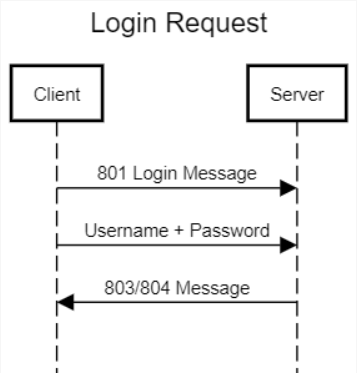 Login Request
Client
Server
801 Login Message
Username + Password
803/804 Message